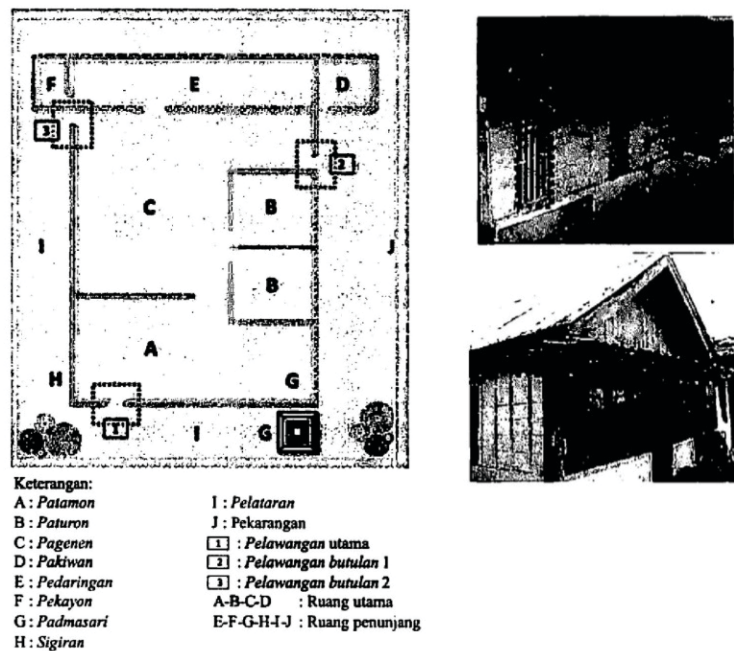 F E D
3
2
C B
I J
B
A
H G
1 I G
Keterangan:
A : Patamon
B : Paturon
C : Pagenen
D : Pakiwan
E : Pedaringan
F : Pekayon
G : Padmasari
H : Sigiran
I : Pelataran
J : Pekarangan
1 : Pelawangan utama
2 : Pelawangan butulan 1
3 : Pelawangan butulan 2
A-B-C-D : Ruang utama
E-F-G-H-I-J : Ruang penunjang